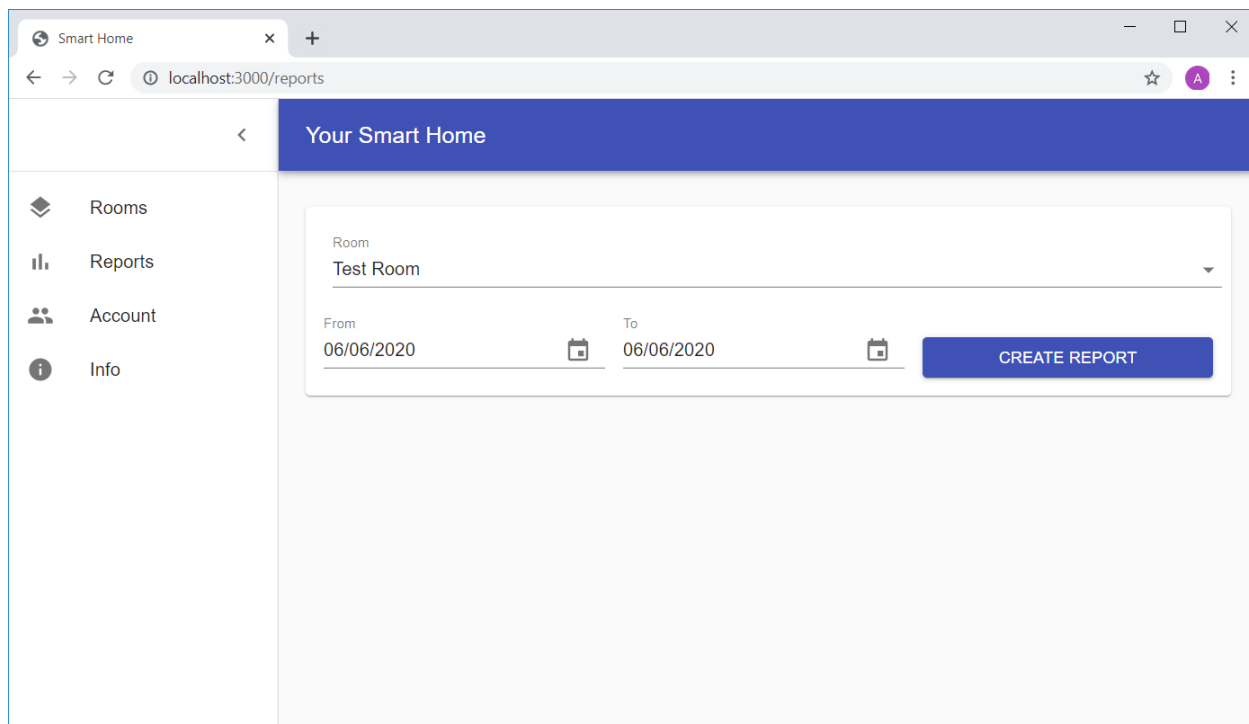 Smart Home
localhost:3000/reports
A
Your Smart Home
Rooms
Reports
Account
Info
Room
Test Room
From
06/06/2020
To
06/06/2020
CREATE REPORT